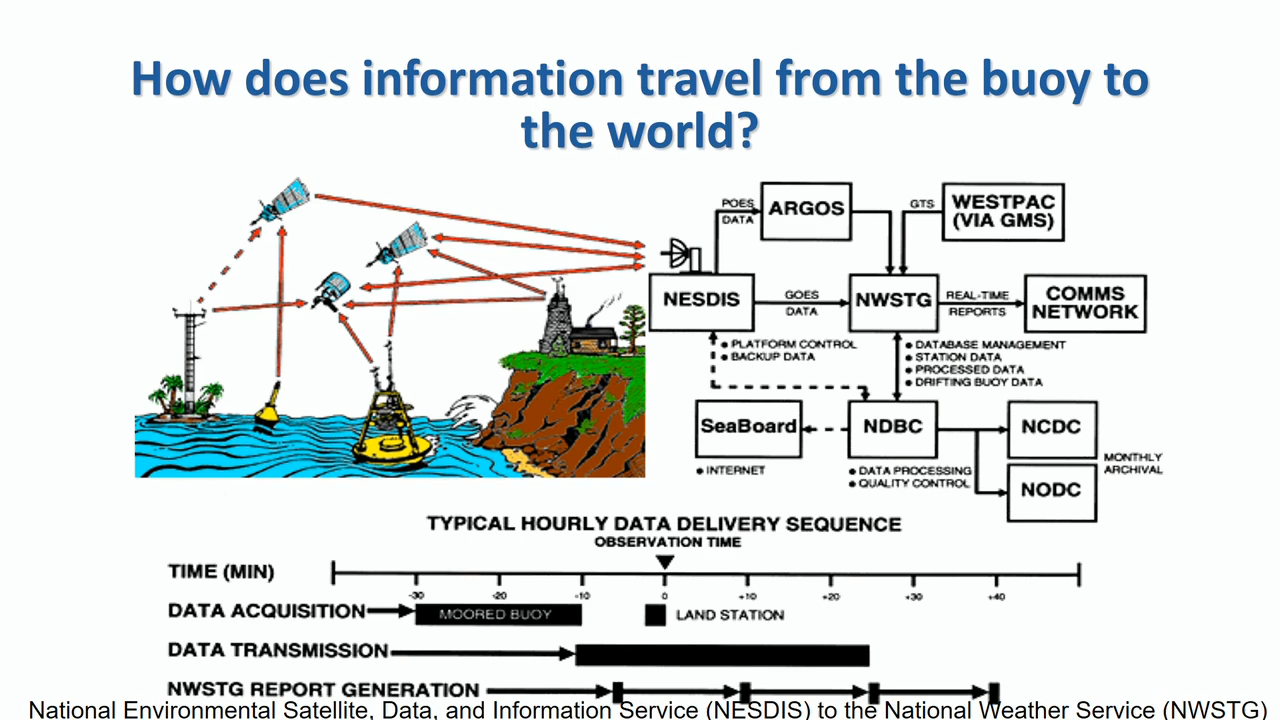 How does information travel from the buoy to
the world?
POES
DATA
ARGOS
GTS
WESTPAC
(VIA GMS)
NESDIS
GOES
DATA
NWSTG
REAL-TIME
REPORTS
COMMS
NETWORK
● PLATFORM CONTROL
● BACKUP DATA
● DATABASE MANAGEMENT
● STATION DATA
● PROCESSED DATA
● DRIFTING BUOY DATA
SeaBoard
NDBC
NCDC
● INTERNET
● DATA PROCESSING
● QUALITY CONTROL
MONTHLY
ARCHIVAL
NODC
TYPICAL HOURLY DATA DELIVERY SEQUENCE
OBSERVATION TIME
TIME (MIN)
-30 -20 -10 0 +10 +20 +30 +40
DATA ACQUISITION MOORED BUOY LAND STATION
DATA TRANSMISSION
NWSTG REPORT GENERATION
National Environmental Satellite, Data, and Information Service (NESDIS) to the National Weather Service (NWSTG)